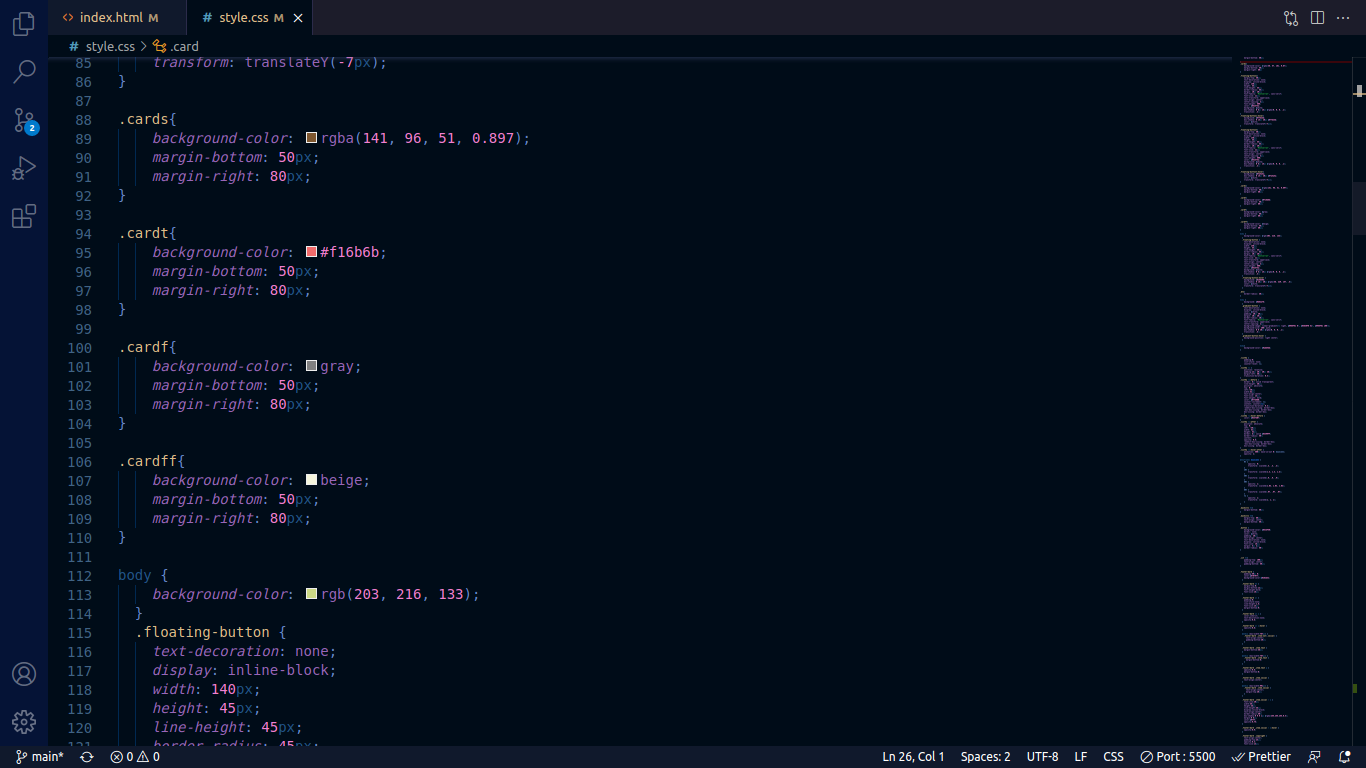 index.html M
# style.css M
# style.css > .card
85 transform: translateY(-7px);
86 }
87
88 .cards{
89 background-color: rgba(141, 96, 51, 0.897);
90 margin-bottom: 50px;
91 margin-right: 80px;
92 }
93
94 .cardt{
95 background-color: #f16b6b;
96 margin-bottom: 50px;
97 margin-right: 80px;
98 }
99
100 .cardf{
101 background-color: gray;
102 margin-bottom: 50px;
103 margin-right: 80px;
104 }
105
106 .cardff{
107 background-color: beige;
108 margin-bottom: 50px;
109 margin-right: 80px;
110 }
111
112 body {
113 background-color: rgb(203, 216, 133);
114 }
115 .floating-button {
116 text-decoration: none;
117 display: inline-block;
118 width: 140px;
119 height: 45px;
120 line-height: 45px;
121 border-radius: 45px;
2
main* 0 0 Ln 26, Col 1 Spaces: 2 UTF-8 LF CSS Port : 5500 Prettier